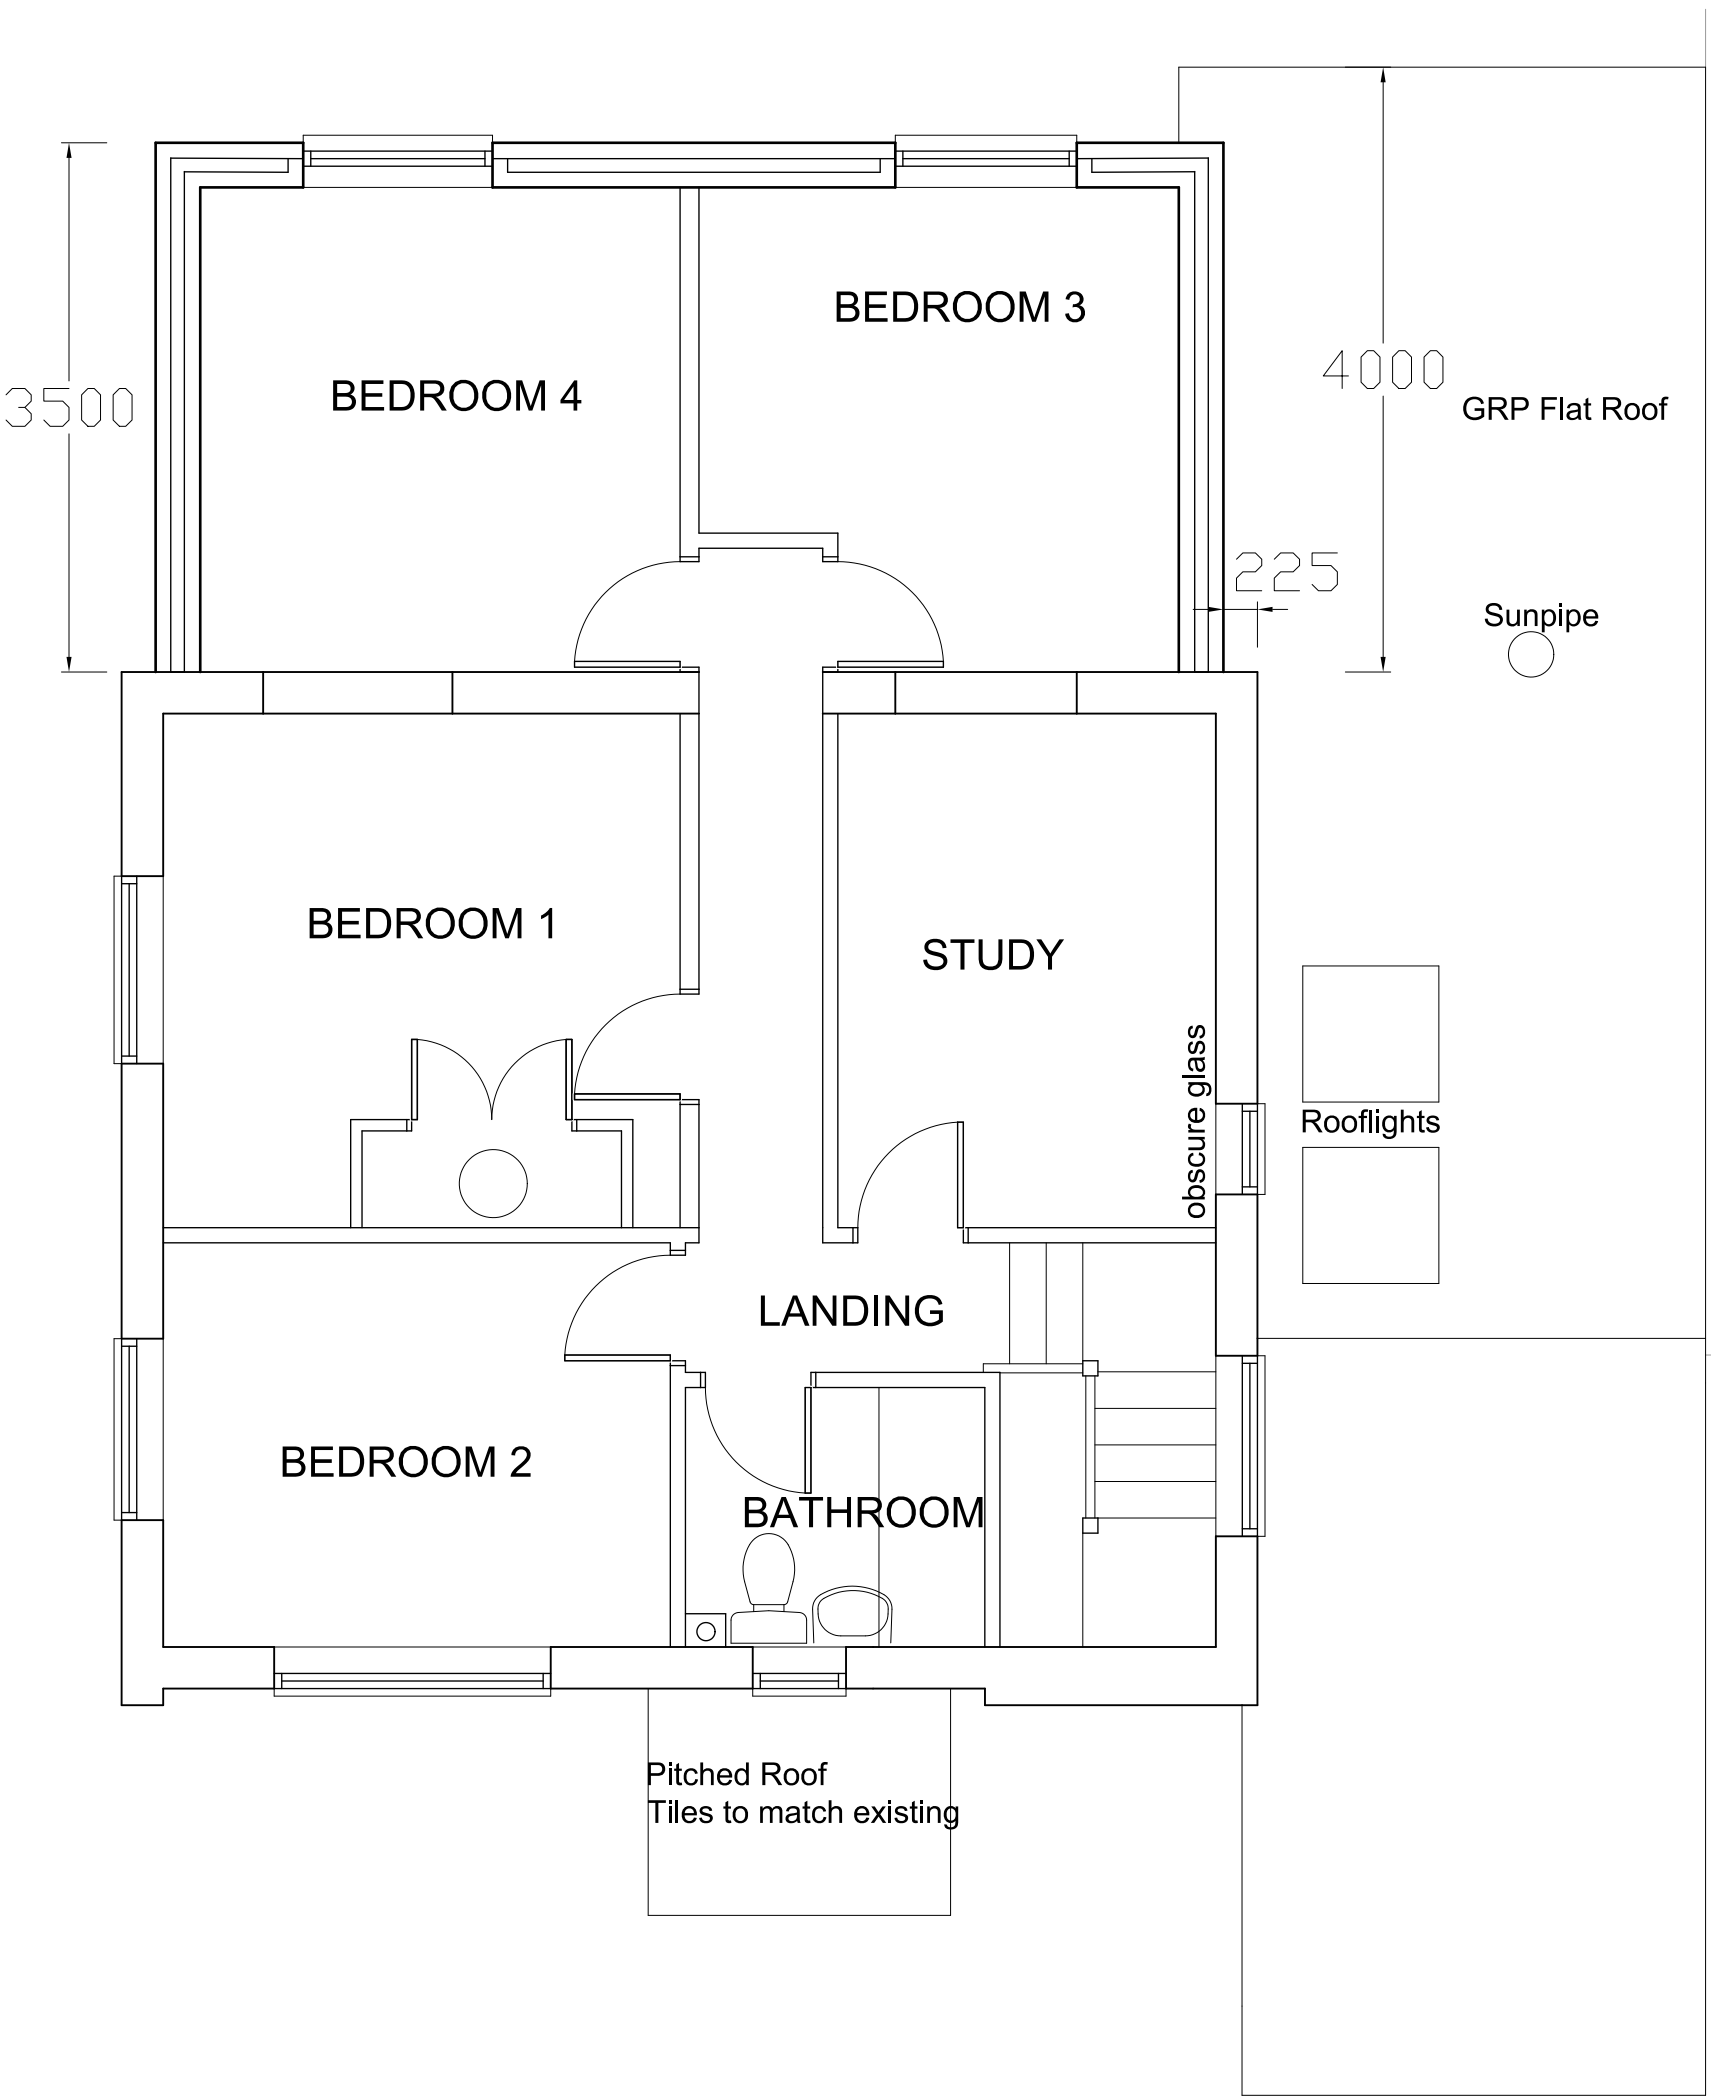 BEDROOM 3
4000
BEDROOM 4
3500
GRP Flat Roof
225
Sunpipe
BEDROOM 1
STUDY
obscure glass
Rooflights
LANDING
BEDROOM 2
BATHROOM
Pitched Roof
Tiles to match existing